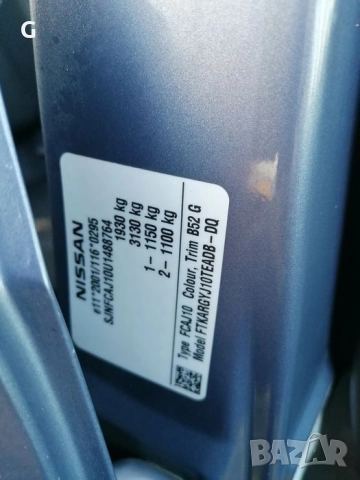 G
NISSAN
e11*2001/116*0295
SJNFCAJ10U1488764
1930 kg
3130 kg
1- 1150 kg
2- 1100 kg
Type FCAJ10 Colour, Trim B52 G
Model FTKARGYJ10TEADB-DQ
BAZAR
bg